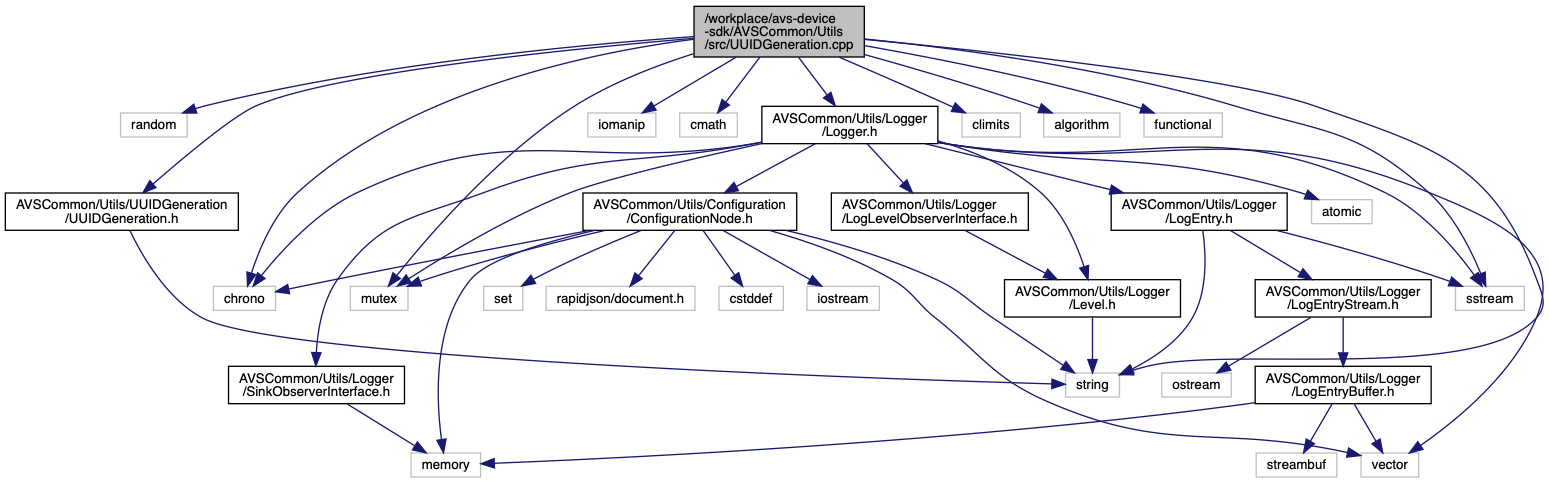 /workplace/avs-device
-sdk/AVSCommon/Utils
/src/UUIDGeneration.cpp
random
iomanip
cmath
AVSCommon/Utils/Logger
/Logger.h
climits
algorithm
functional
AVSCommon/Utils/UUIDGeneration
/UUIDGeneration.h
AVSCommon/Utils/Configuration
/ConfigurationNode.h
AVSCommon/Utils/Logger
/LogLevelObserverInterface.h
AVSCommon/Utils/Logger
/LogEntry.h
atomic
chrono
mutex
set
rapidjson/document.h
cstddef
iostream
AVSCommon/Utils/Logger
/Level.h
AVSCommon/Utils/Logger
/LogEntryStream.h
sstream
AVSCommon/Utils/Logger
/SinkObserverInterface.h
string
ostream
AVSCommon/Utils/Logger
/LogEntryBuffer.h
memory
streambuf
vector